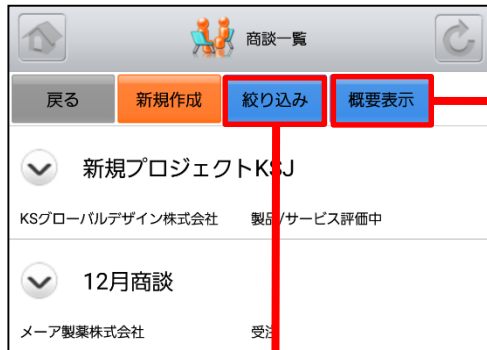 商談一覧
戻る 新規作成 絞り込み 概要表示
新規プロジェクトKSJ
KSグローバルデザイン株式会社 製品/サービス評価中
12月商談
メーア製薬株式会社 受注